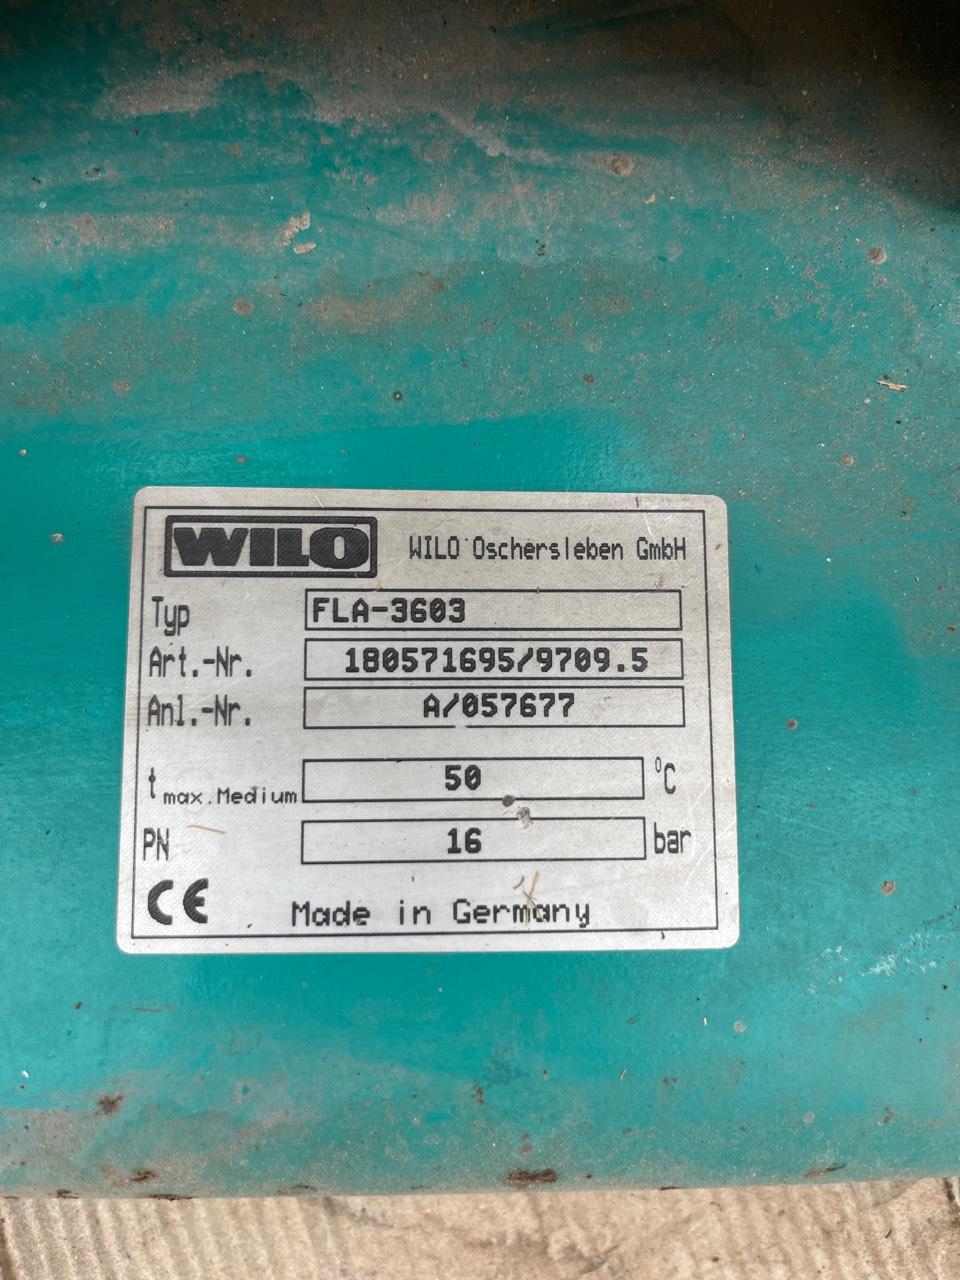 WILO WILO Oschersleben GmbH
Typ FLA-3603
Art.-Nr. 180571695/9709.5
Anl.-Nr. A/057677
t max.Medium 50 °C
PN 16 bar
CE Made in Germany